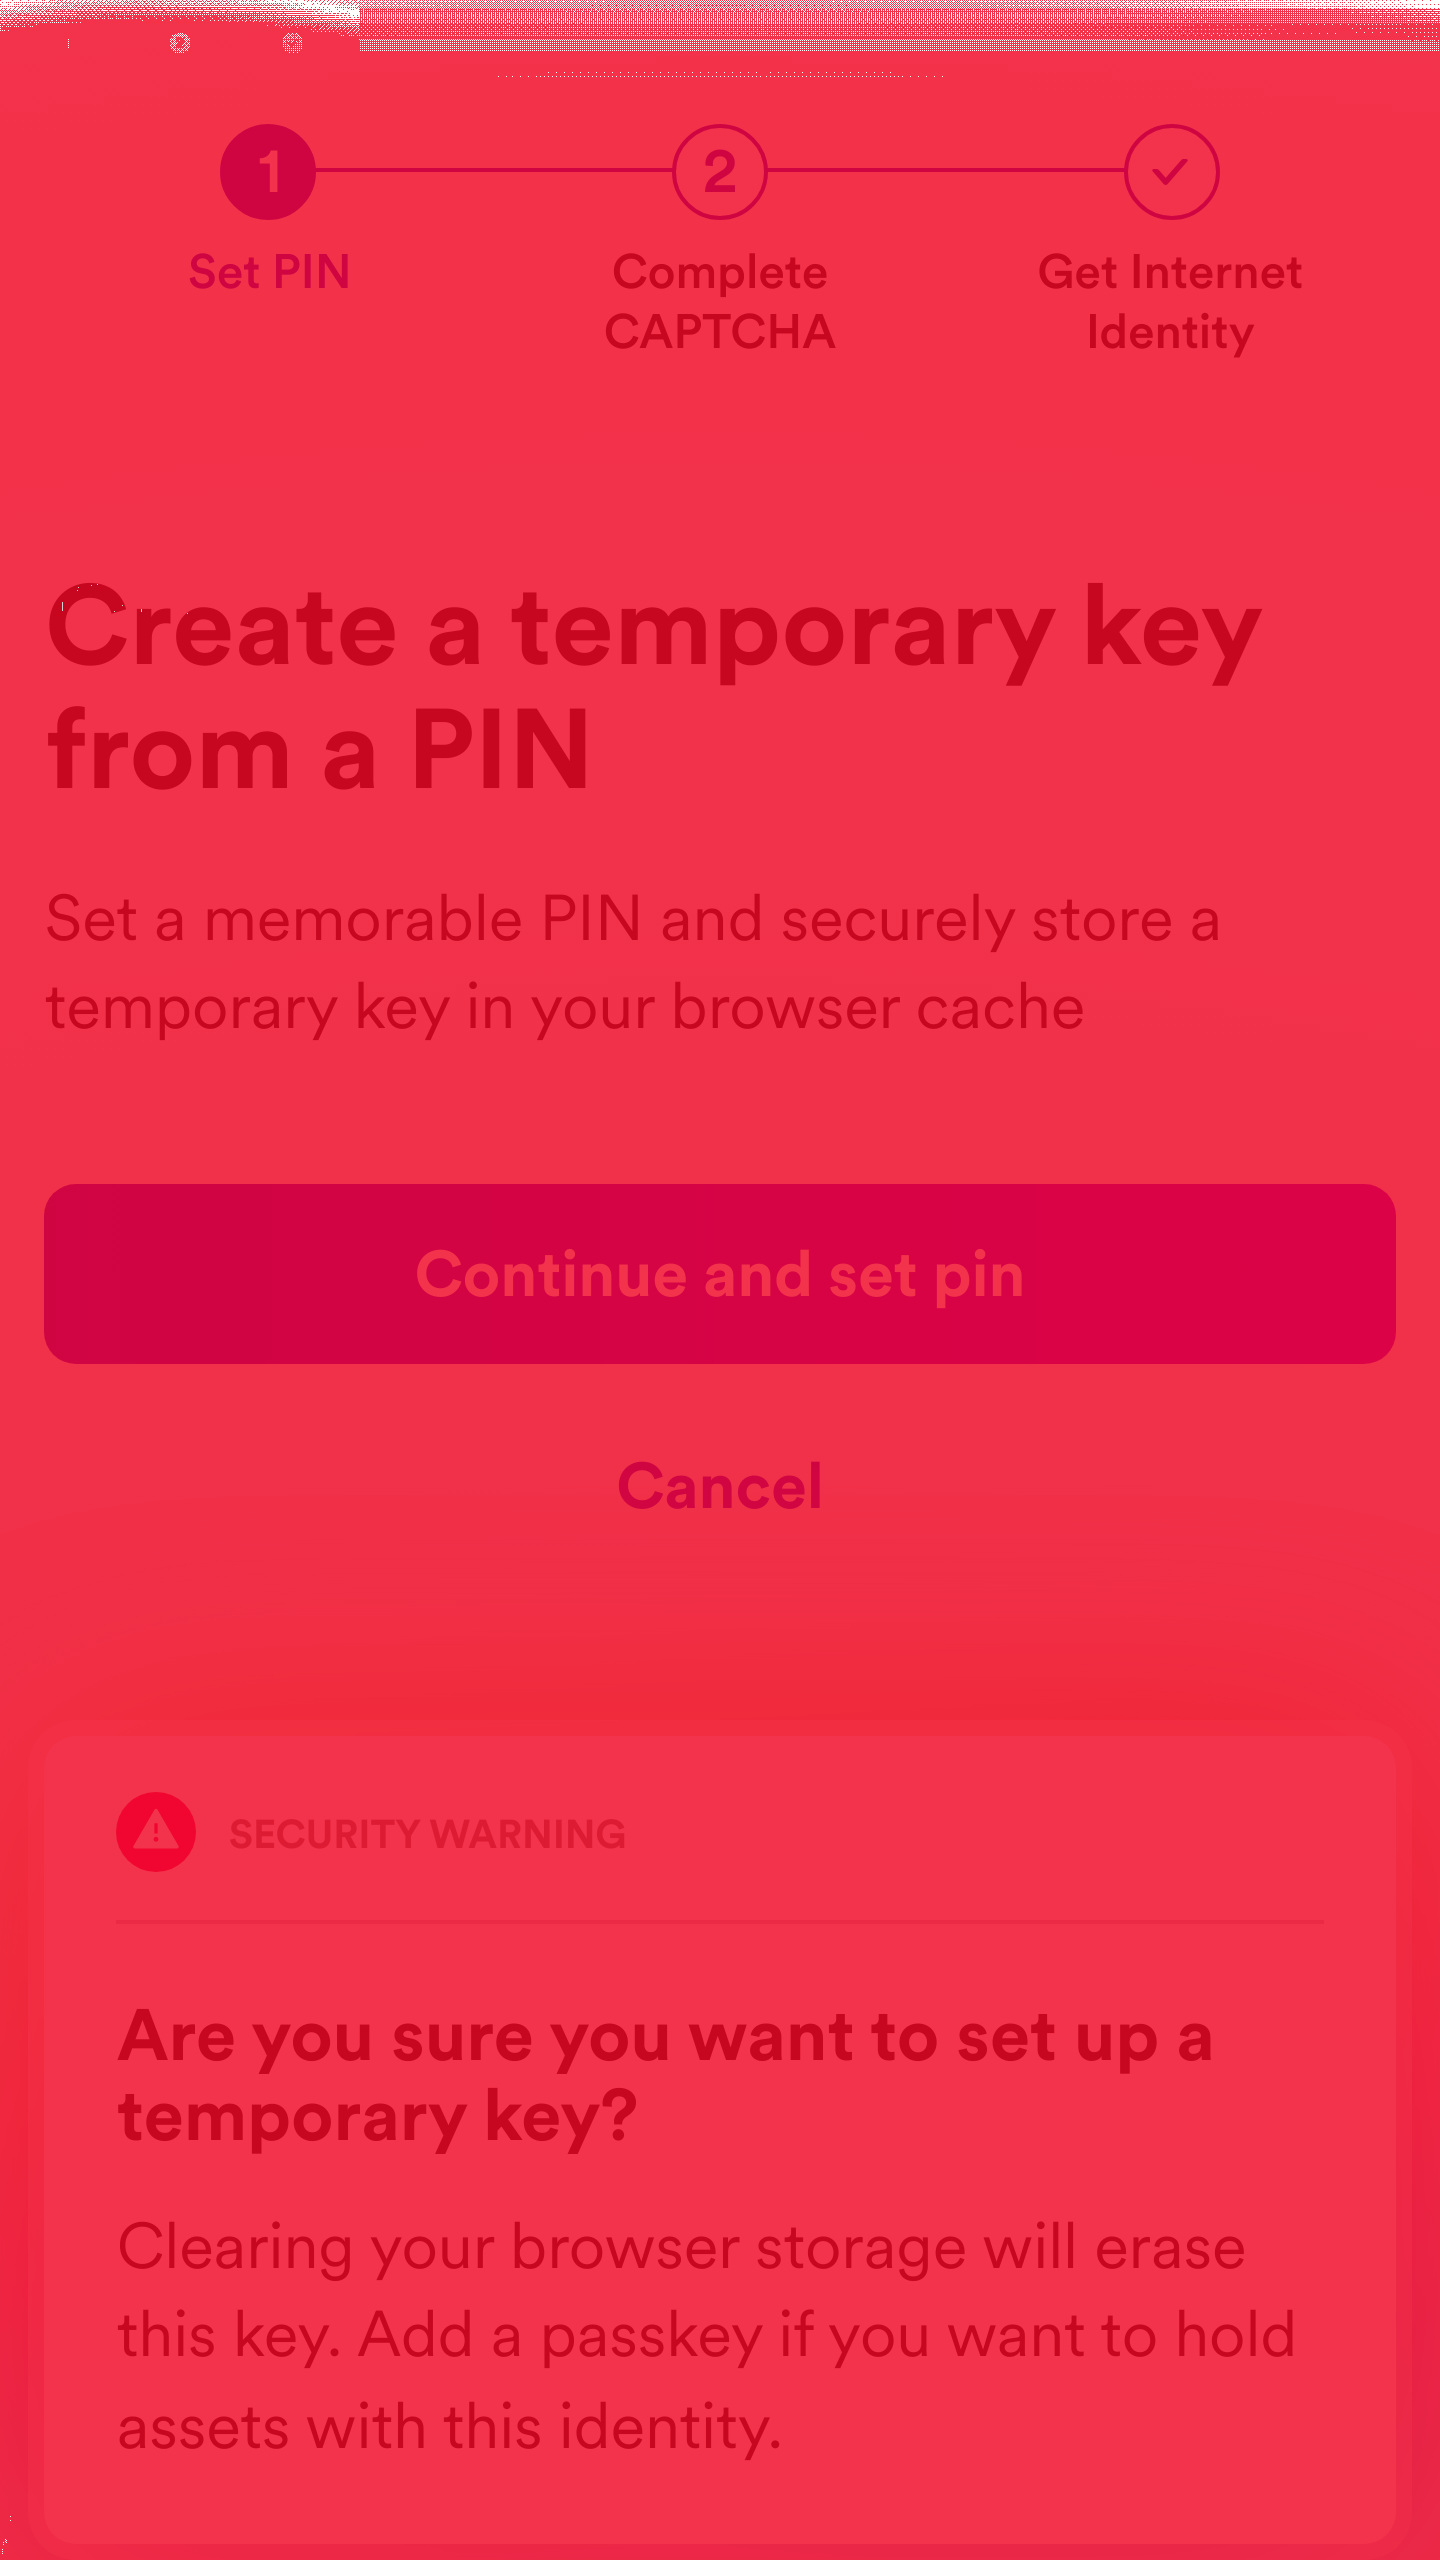 1
2
Set PIN
Complete
CAPTCHA
Get Internet
Identity
Create a temporary key
from a PIN
Set a memorable PIN and securely store a
temporary key in your browser cache
Continue and set pin
Cancel
SECURITY WARNING
Are you sure you want to set up a
temporary key?
Clearing your browser storage will erase
this key. Add a passkey if you want to hold
assets with this identity.